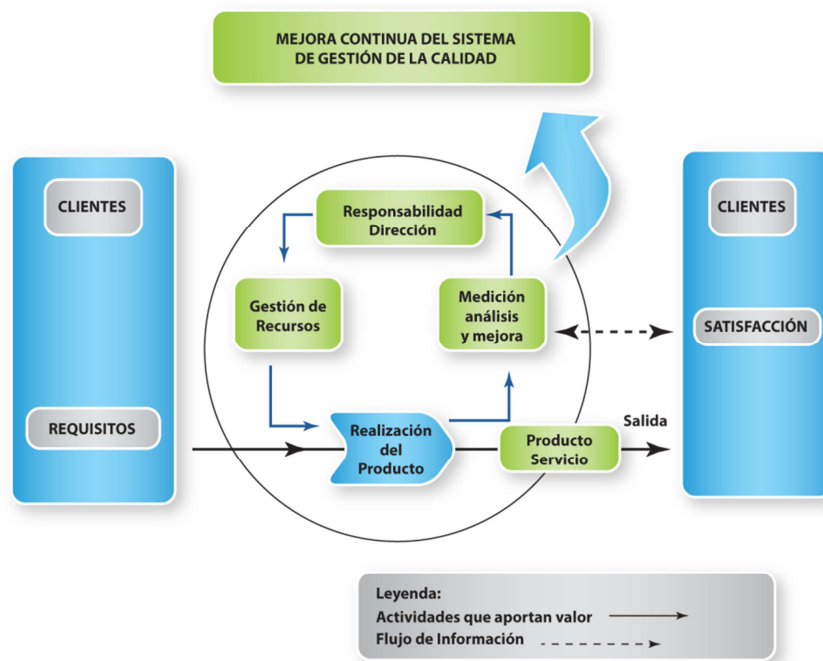 MEJORA CONTINUA DEL SISTEMA
DE GESTIÓN DE LA CALIDAD
CLIENTES
REQUISITOS
Responsabilidad
Dirección
Gestión de
Recursos
Medición
análisis
y mejora
Realización
del
Producto
Producto
Servicio
Salida
CLIENTES
SATISFACCIÓN
Leyenda:
Actividades que aportan valor
Flujo de Información